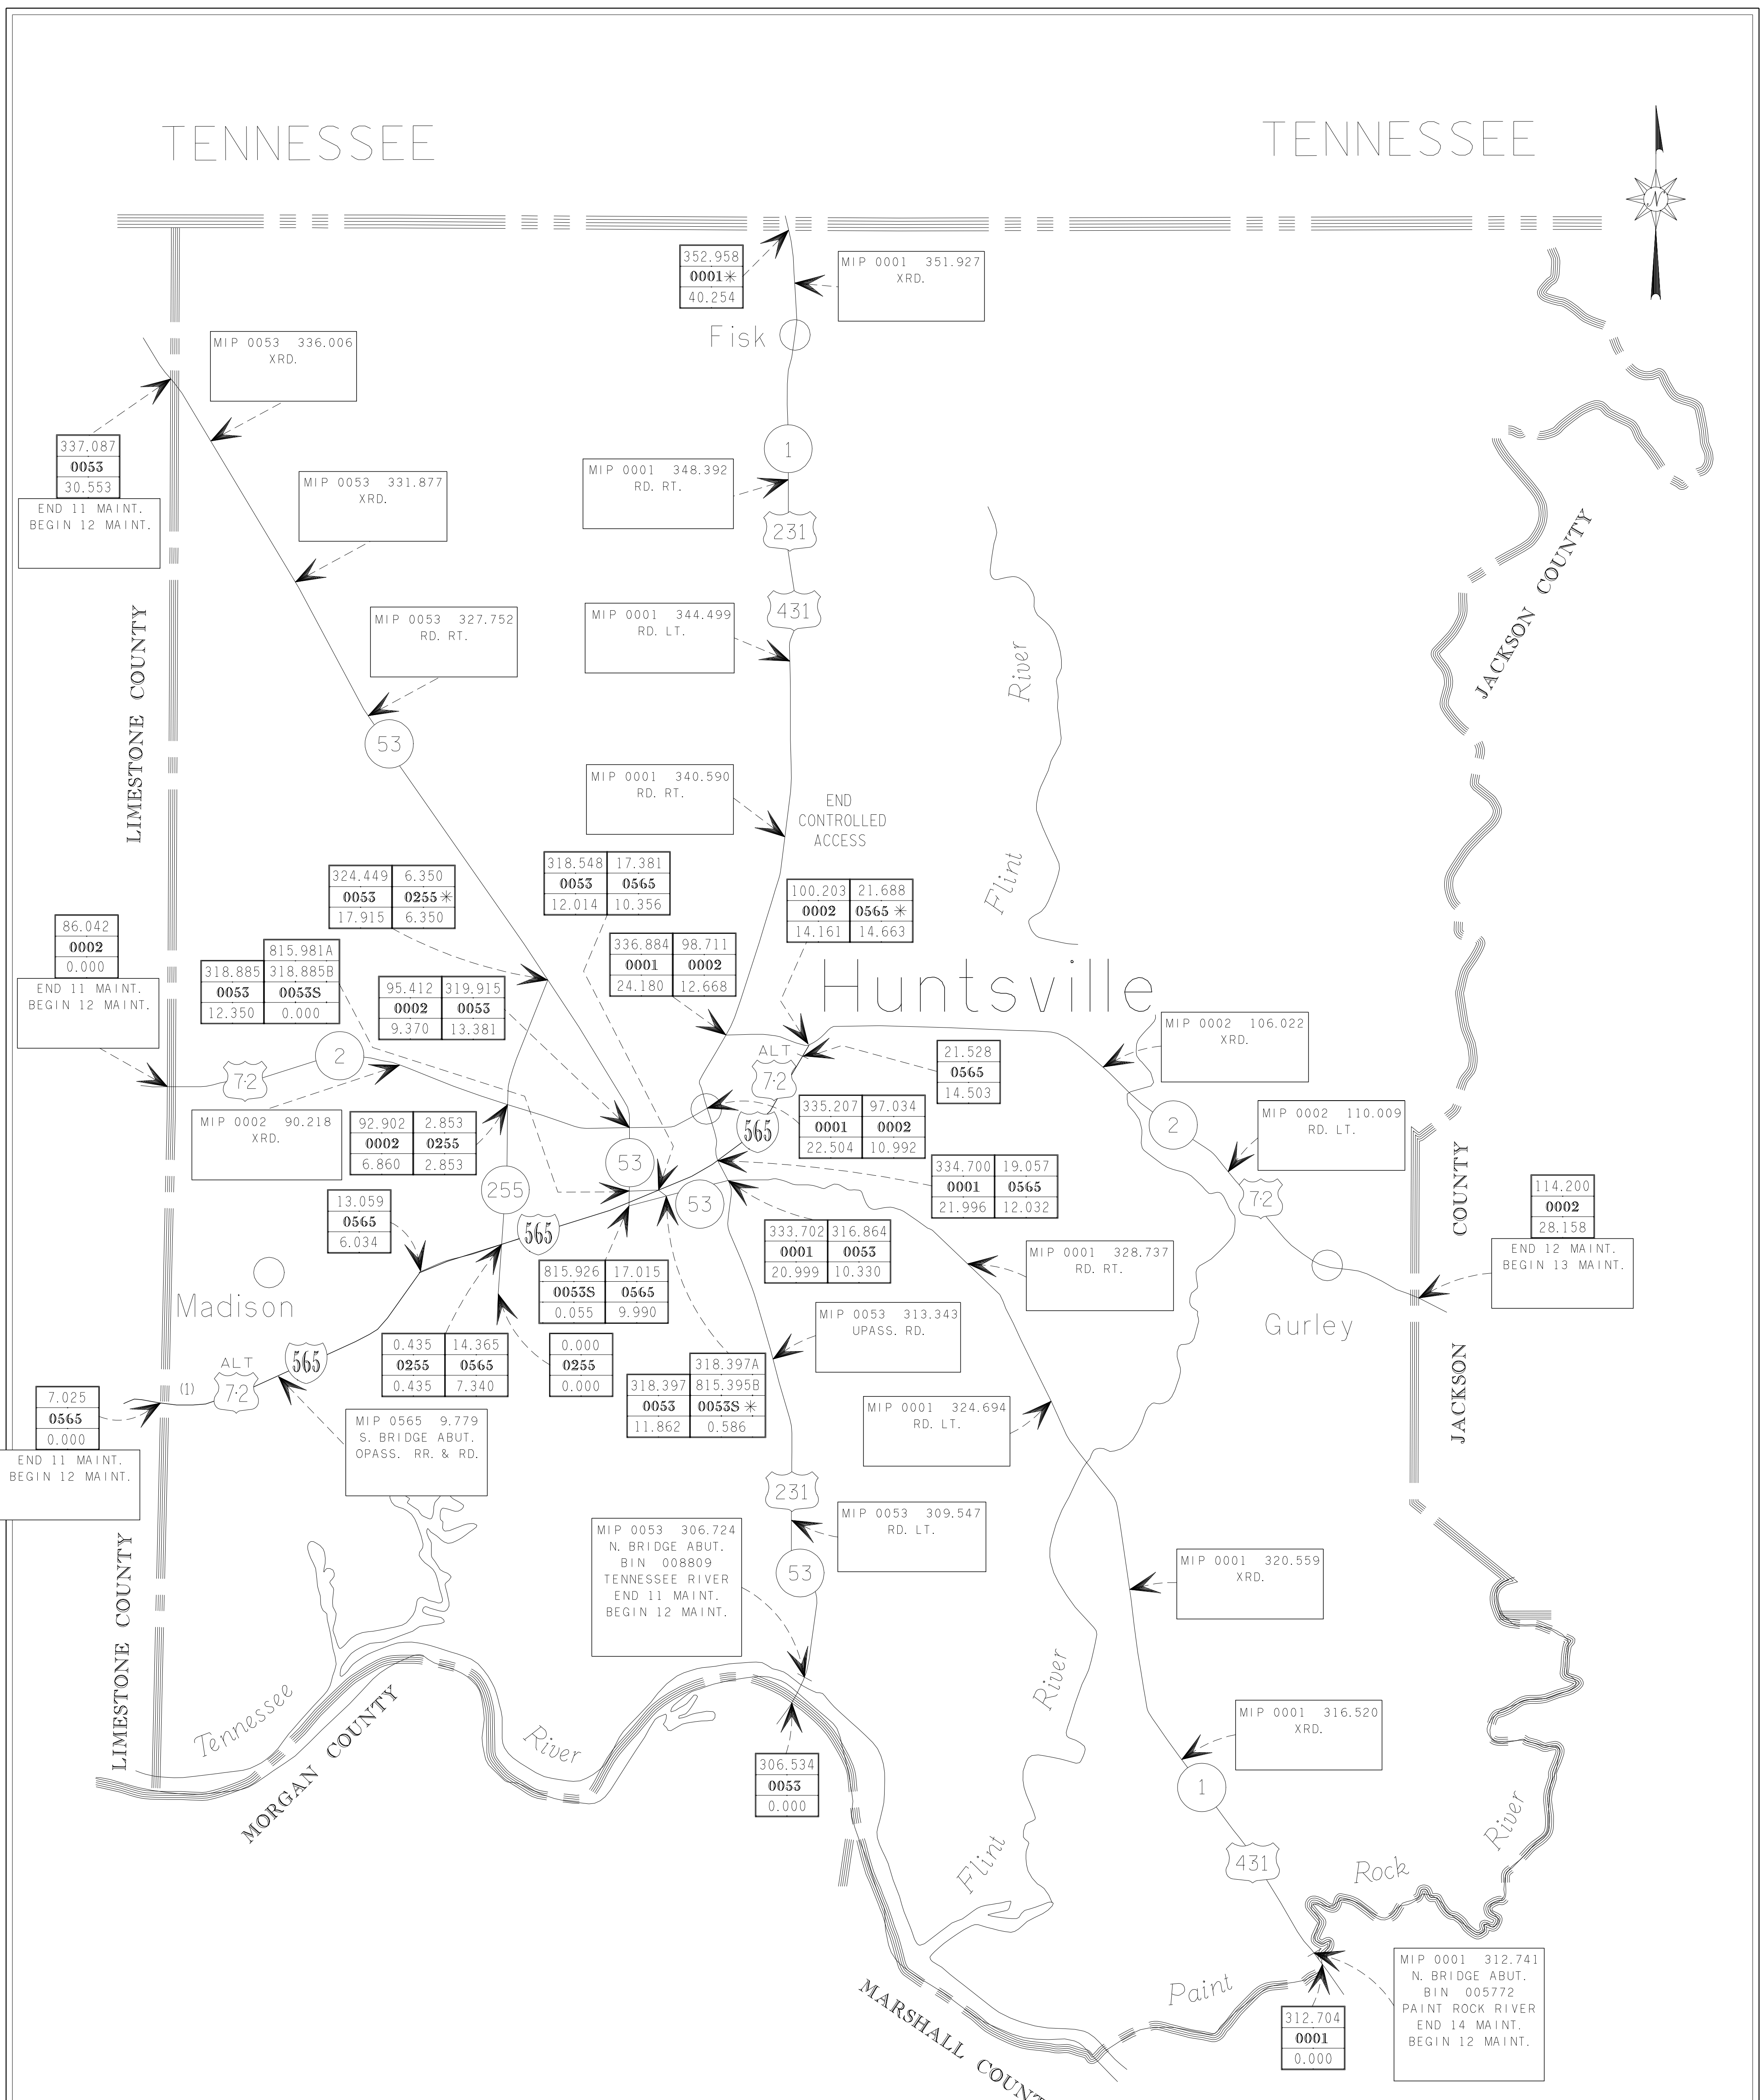 TENNESSEE
TENNESSEE
N
352.958
0001*
40.254
MIP 0001 351.927
XRD.
Fisk
MIP 0053 336.006
XRD.
337.087
0053
30.553
END 11 MAINT.
BEGIN 12 MAINT.
1
MIP 0001 348.392
RD. RT.
MIP 0053 331.877
XRD.
231
JACKSON COUNTY
431
MIP 0001 344.499
RD. LT.
MIP 0053 327.752
RD. RT.
LIMESTONE COUNTY
River
53
MIP 0001 340.590
RD. RT.
END
CONTROLLED
ACCESS
Flint
324.449 6.350
0053 0255*
17.915 6.350
318.548 17.381
0053 0565
12.014 10.356
100.203 21.688
0002 0565 *
14.161 14.663
86.042
0002
0.000
END 11 MAINT.
BEGIN 12 MAINT.
815.981A
318.885 318.885B
0053 0053S
12.350 0.000
95.412 319.915
0002 0053
9.370 13.381
336.884 98.711
0001 0002
24.180 12.668
Huntsville
MIP 0002 106.022
XRD.
2
72
ALT
72
21.528
0565
14.503
MIP 0002 90.218
XRD.
92.902 2.853
0002 0255
6.860 2.853
335.207 97.034
0001 0002
22.504 10.992
565
2
MIP 0002 110.009
RD. LT.
53
334.700 19.057
0001 0565
21.996 12.032
72
JACKSON COUNTY
114.200
0002
28.158
END 12 MAINT.
BEGIN 13 MAINT.
255
53
13.059
0565
6.034
565
333.702 316.864
0001 0053
20.999 10.330
MIP 0001 328.737
RD. RT.
815.926 17.015
0053S 0565
0.055 9.990
Madison
Gurley
MIP 0053 313.343
UPASS. RD.
0.435 14.365
0255 0565
0.435 7.340
0.000
0255
0.000
565
ALT
72
(1)
7.025
0565
0.000
END 11 MAINT.
BEGIN 12 MAINT.
318.397A
318.397 815.395B
0053 0053S *
11.862 0.586
MIP 0001 324.694
RD. LT.
MIP 0565 9.779
S. BRIDGE ABUT.
OPASS. RR. & RD.
231
MIP 0053 309.547
RD. LT.
MIP 0053 306.724
N. BRIDGE ABUT.
BIN 008809
TENNESSEE RIVER
END 11 MAINT.
BEGIN 12 MAINT.
53
MIP 0001 320.559
XRD.
LIMESTONE COUNTY
Tennessee
River
MORGAN COUNTY
River
MIP 0001 316.520
XRD.
306.534
0053
0.000
1
431
Flint
Rock
River
MIP 0001 312.741
N. BRIDGE ABUT.
BIN 005772
PAINT ROCK RIVER
END 14 MAINT.
BEGIN 12 MAINT.
Paint
312.704
0001
0.000
MARSHALL COUNT